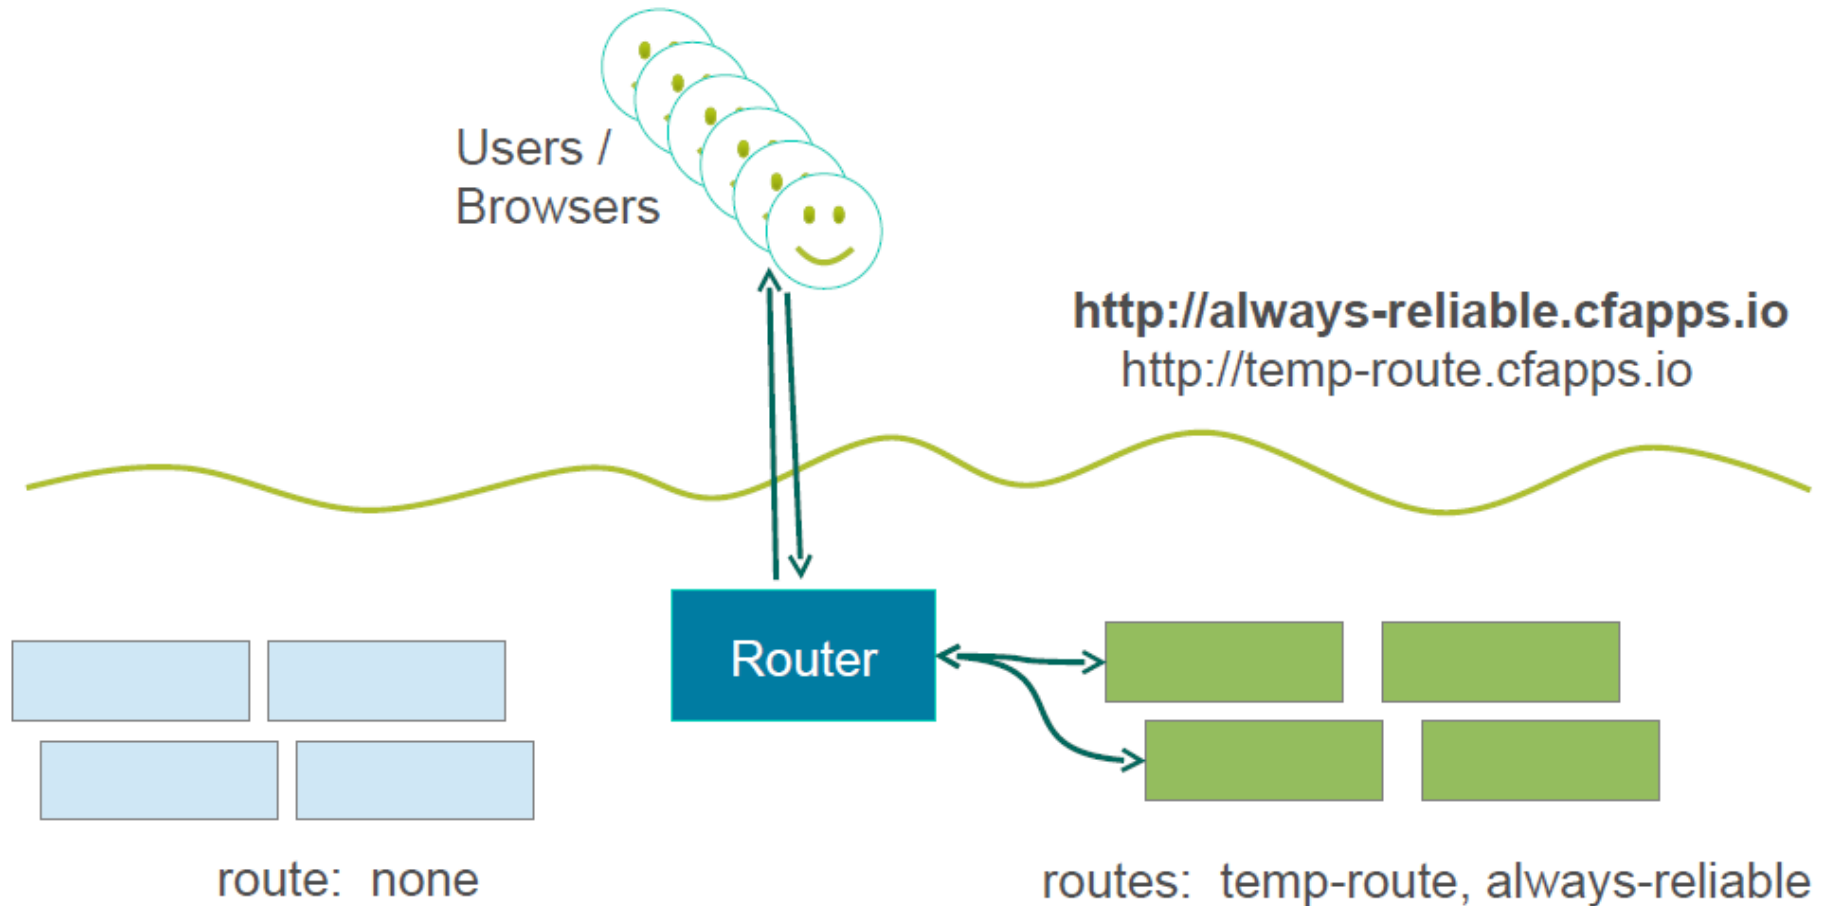 Users /
Browsers
http://always-reliable.cfapps.io
http://temp-route.cfapps.io
Router
route:  none
routes:  temp-route, always-reliable